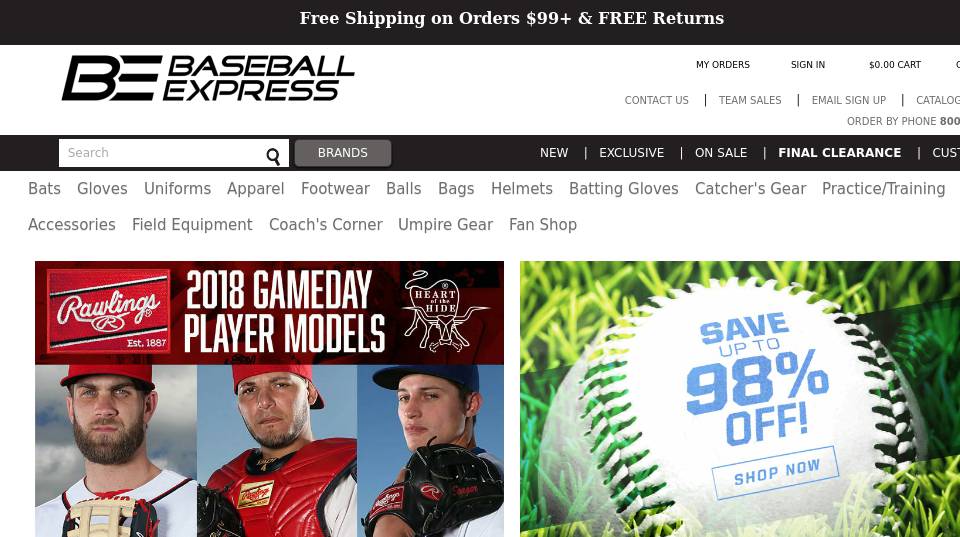 Free Shipping on Orders $99+ & FREE Returns
BE BASEBALL EXPRESS
MY ORDERS SIGN IN $0.00 CART
CONTACT US | TEAM SALES | EMAIL SIGN UP | CATALOG
ORDER BY PHONE 800
Search BRANDS NEW | EXCLUSIVE | ON SALE | FINAL CLEARANCE | CUST
Bats Gloves Uniforms Apparel Footwear Balls Bags Helmets Batting Gloves Catcher's Gear Practice/Training
Accessories Field Equipment Coach's Corner Umpire Gear Fan Shop
Rawlings
R
Est. 1887
2018 GAMEDAY
PLAYER MODELS
HEART
of the
HIDE
SAVE
UP TO
98%
OFF!
SHOP NOW
Rawlings
Rawlings
R